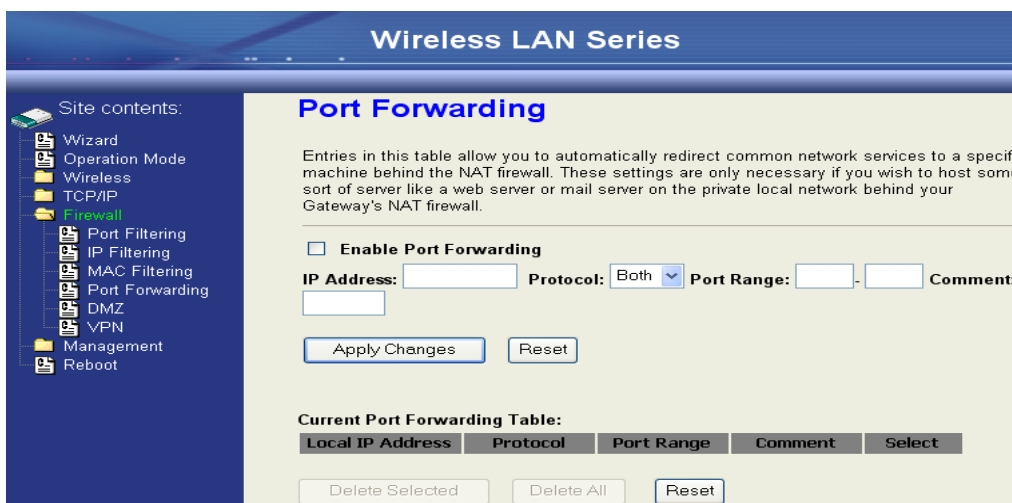 Wireless LAN Series
Site contents:
Wizard
Operation Mode
Wireless
TCP/IP
Firewall
Port Filtering
IP Filtering
MAC Filtering
Port Forwarding
DMZ
VPN
Management
Reboot
Port Forwarding
Entries in this table allow you to automatically redirect common network services to a specif
machine behind the NAT firewall. These settings are only necessary if you wish to host som
sort of server like a web server or mail server on the private local network behind your
Gateway's NAT firewall.
Enable Port Forwarding
IP Address: Protocol: Both Port Range: - Comment:
Apply Changes Reset
Current Port Forwarding Table:
Local IP Address Protocol Port Range Comment Select
Delete Selected Delete All Reset